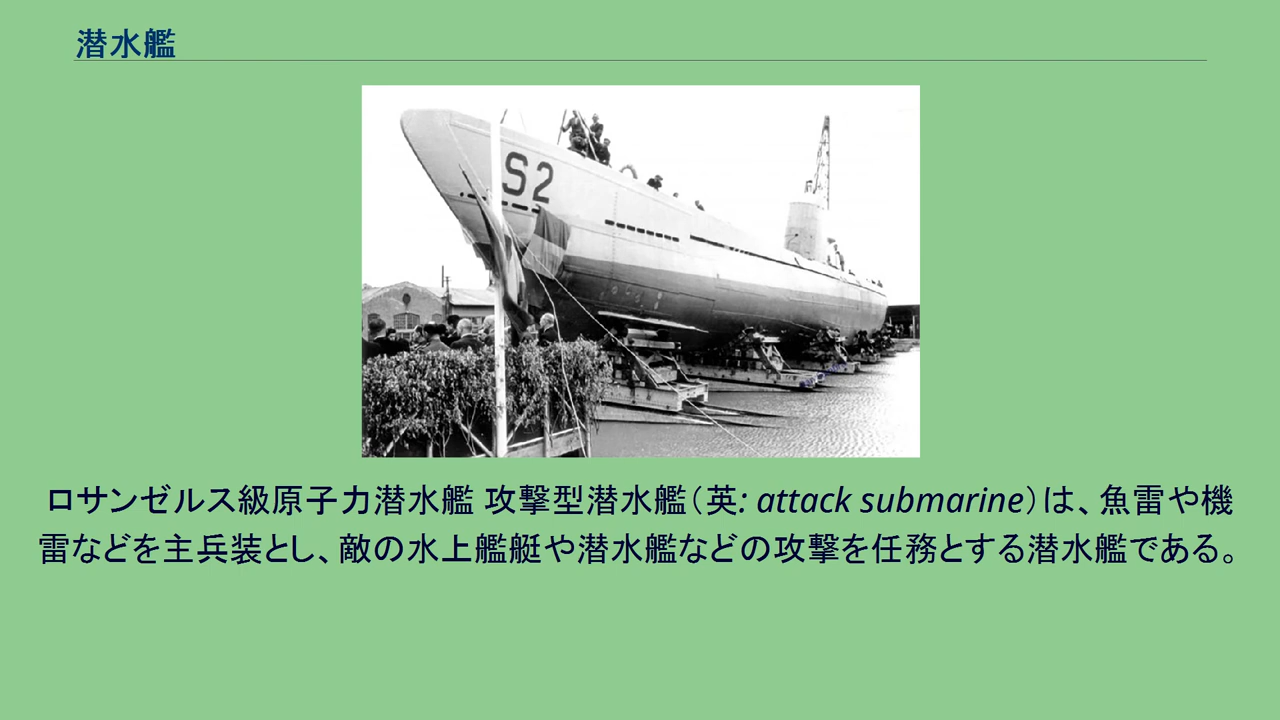 潜水艦
S2
ロサンゼルス級原子力潜水艦 攻撃型潜水艦（英: attack submarine）は、魚雷や機
雷などを主兵装とし、敵の水上艦艇や潜水艦などの攻撃を任務とする潜水艦である。